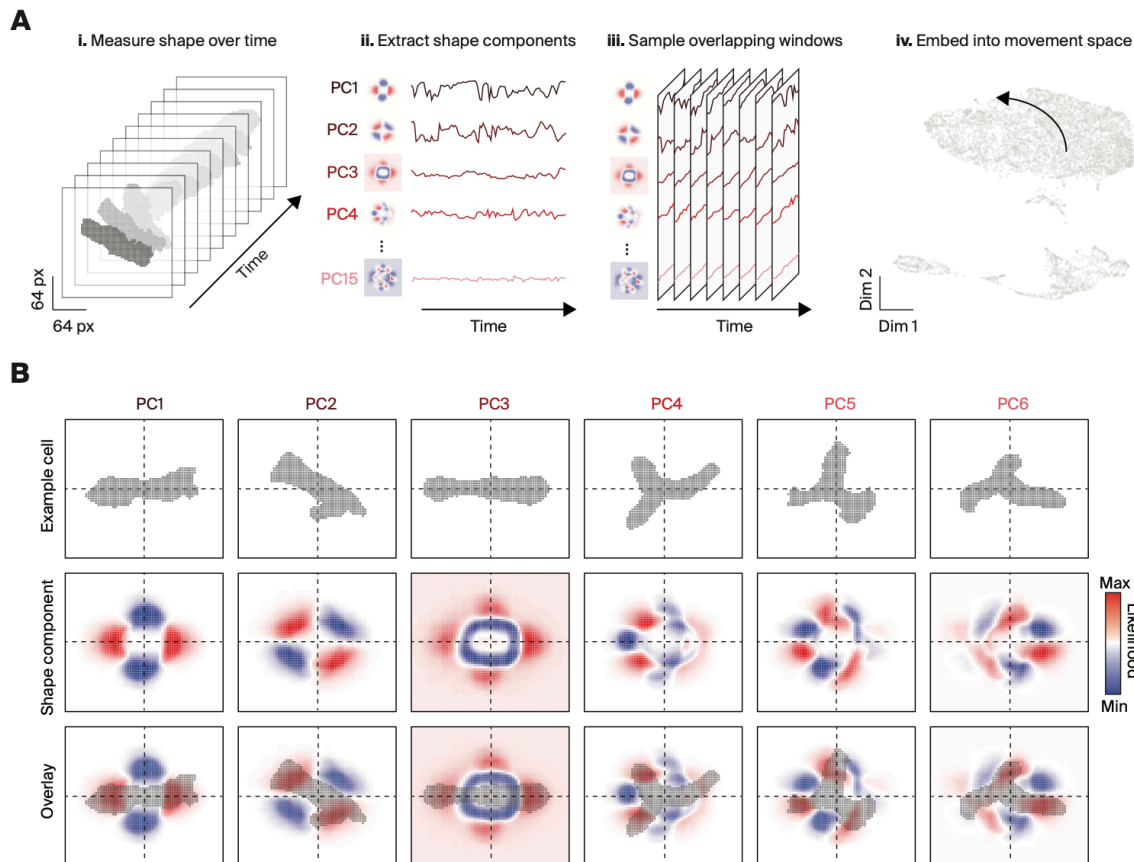 A
i. Measure shape over time
ii. Extract shape components
iii. Sample overlapping windows
iv. Embed into movement space
64 px
64 px
Time
PC1
PC2
PC3
PC4
...
PC15
Time
...
Time
Dim 2
Dim 1
B
PC1
PC2
PC3
PC4
PC5
PC6
Example cell
Shape component
Overlay
Max
Likelihood
Min